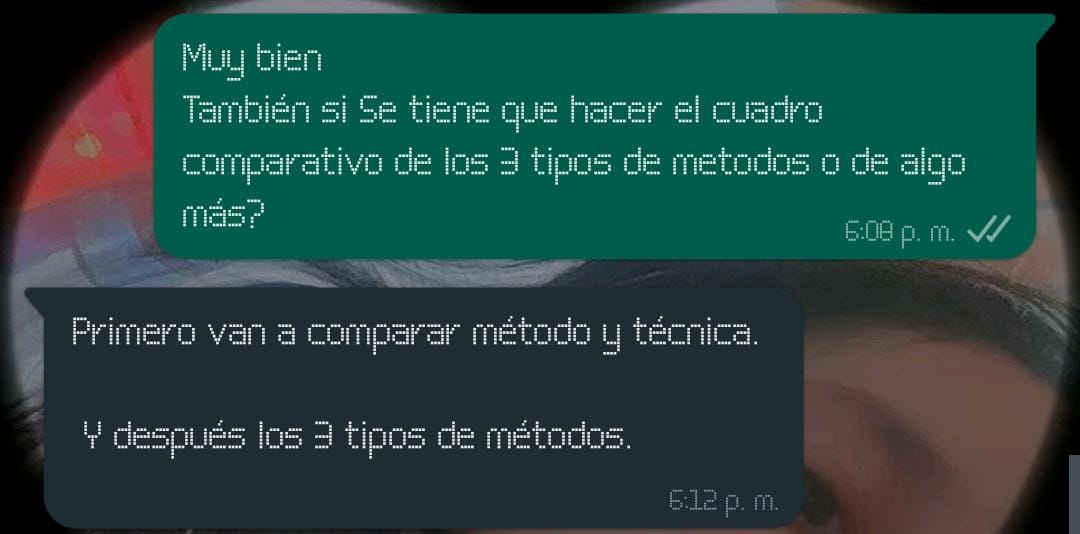 Muy bien
También si Se tiene que hacer el cuadro
comparativo de los 3 tipos de metodos o de algo
más?
6:08 p. m.
Primero van a comparar método y técnica.
Y después los 3 tipos de métodos.
6:12 p. m.